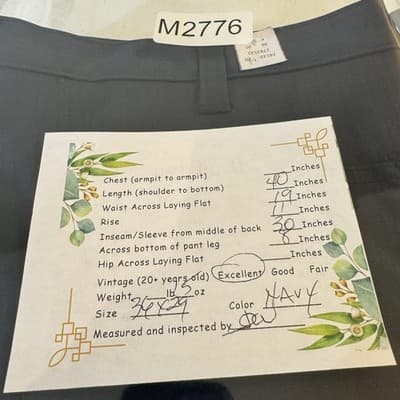 M2776
Chest (armpit to armpit) Inches
Length (shoulder to bottom) 40 Inches
Waist Across Laying Flat 19 Inches
Rise 11 Inches
Inseam/Sleeve from middle of back 30 Inches
Across bottom of pant leg 8 Inches
Hip Across Laying Flat Inches
Vintage (20+ years old) Excellent Good Fair
Weight lb 5 oz
Size 36X29 Color NAVY
Measured and inspected by